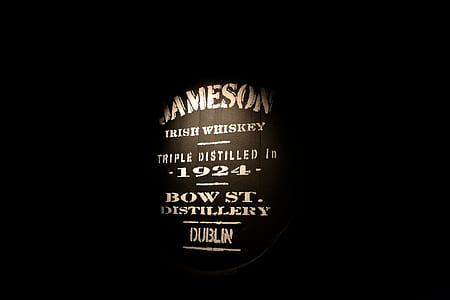 JAMESON
IRISH WHISKEY
TRIPLE DISTILLED in
-1924-
BOW ST.
DISTILLERY
DUBLIN